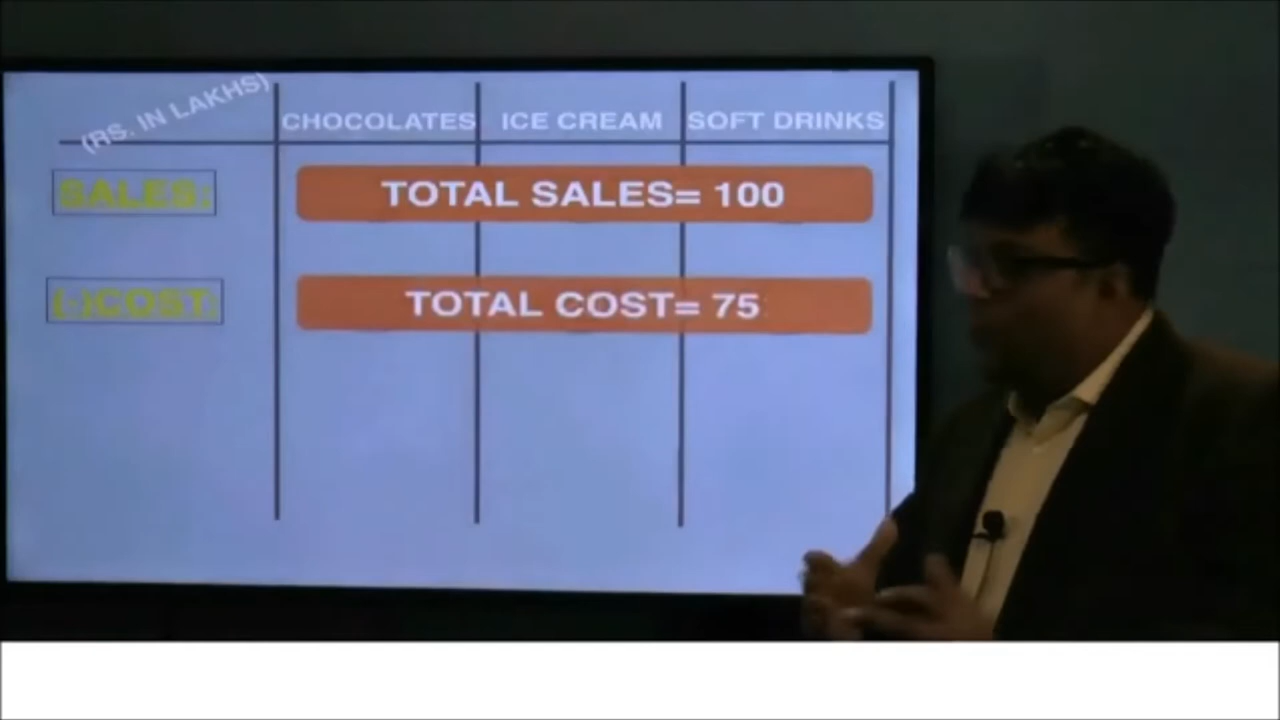 (RS. IN LAKHS)
CHOCOLATES ICE CREAM SOFT DRINKS
SALES: TOTAL SALES= 100
(-)COST: TOTAL COST= 75